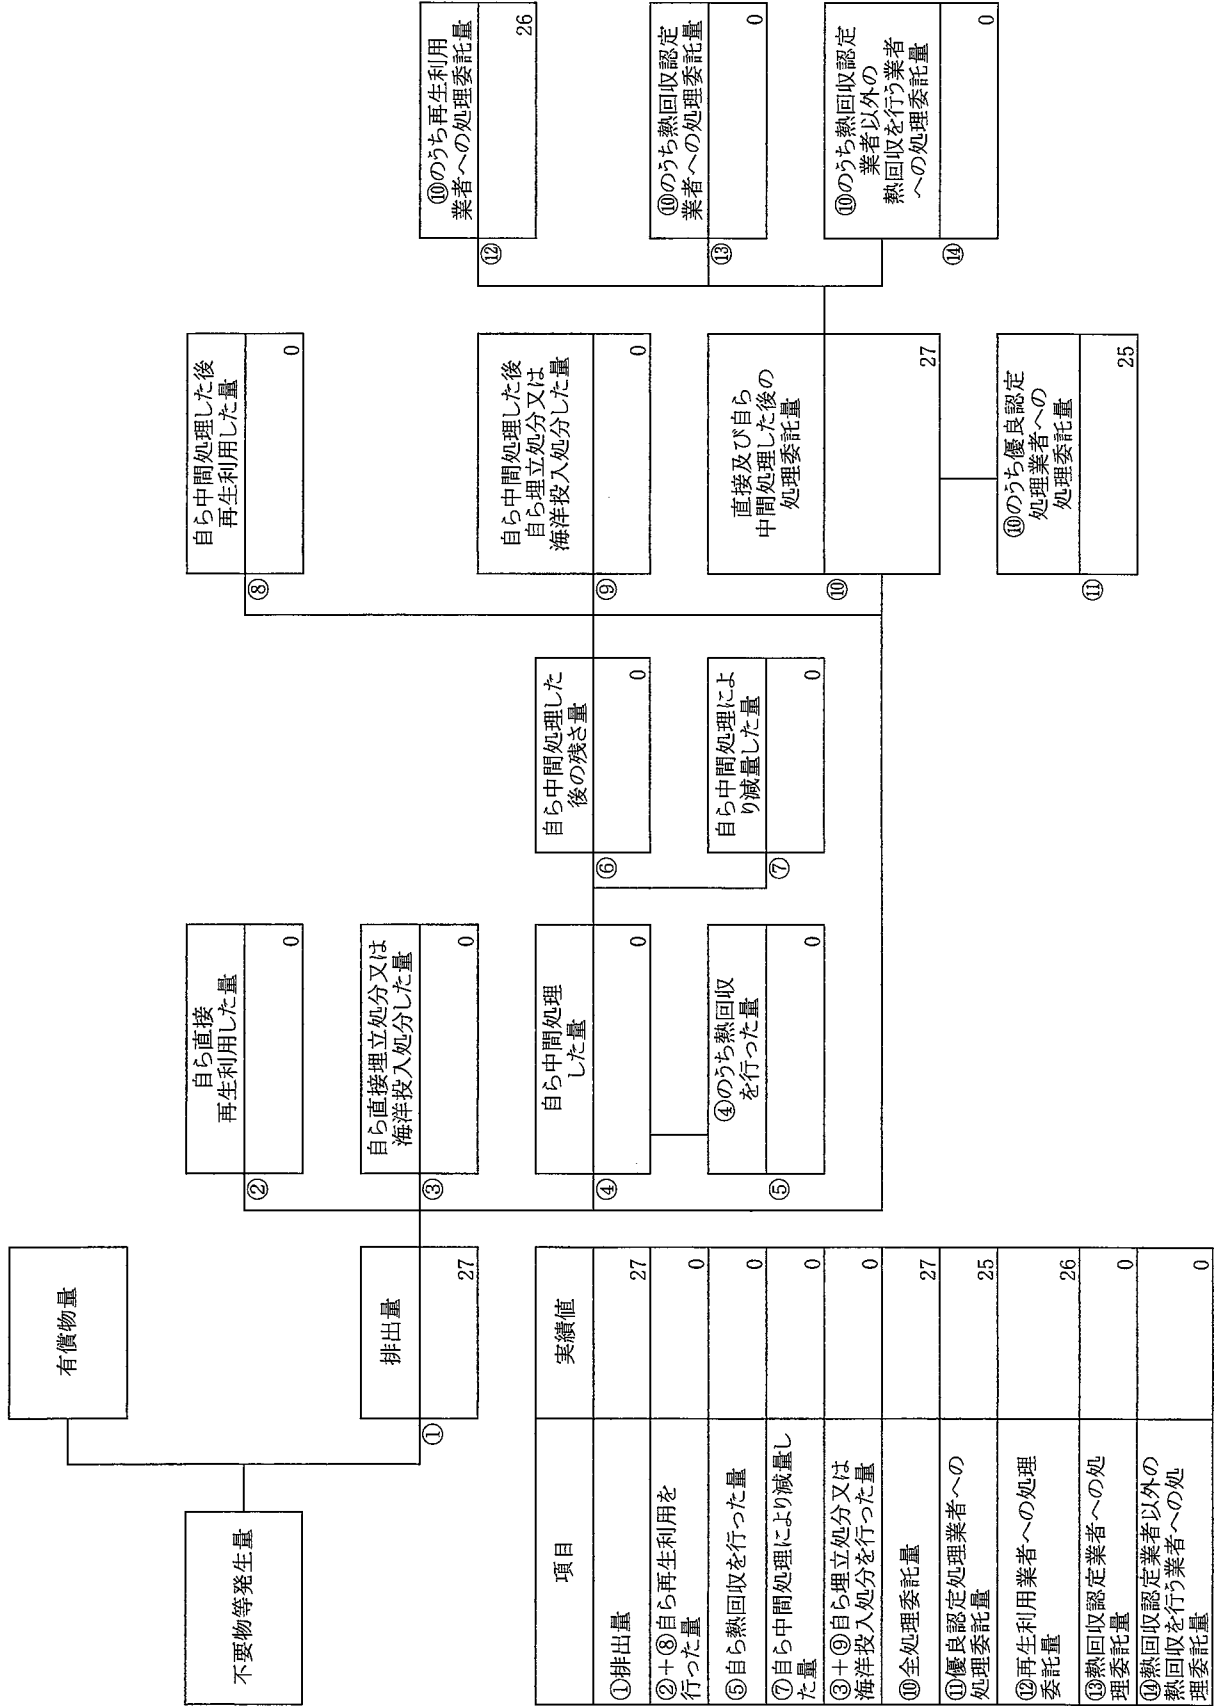 不要物等発生量
有償物量
①
排出量
27
②
自ら直接
再生利用した量
0
③
自ら直接埋立処分又は
海洋投入処分した量
0
④
自ら中間処理
した量
0
⑤
④のうち熱回収
を行った量
0
⑥
自ら中間処理した
後の残さ量
0
⑦
自ら中間処理によ
り減量した量
0
⑧
自ら中間処理した後
再生利用した量
0
⑨
自ら中間処理した後
自ら埋立処分又は
海洋投入処分した量
0
⑩
直接及び自ら
中間処理した後の
処理委託量
27
⑪
⑩のうち優良認定
処理業者への
処理委託量
25
⑫
⑩のうち再生利用
業者への処理委託量
26
⑬
⑩のうち熱回収認定
業者への処理委託量
0
⑭
⑩のうち熱回収認定
業者以外の
熱回収を行う業者
への処理委託量
0
項目 実績値
①排出量 27
②+⑧自ら再生利用を
行った量 0
⑤自ら熱回収を行った量 0
⑦自ら中間処理により減量し
た量 0
③+⑨自ら埋立処分又は
海洋投入処分を行った量 0
⑩全処理委託量 27
⑪優良認定処理業者への
処理委託量 25
⑫再生利用業者への処理
委託量 26
⑬熱回収認定業者への処
理委託量 0
⑭熱回収認定業者以外の
熱回収を行う業者への処
理委託量 0